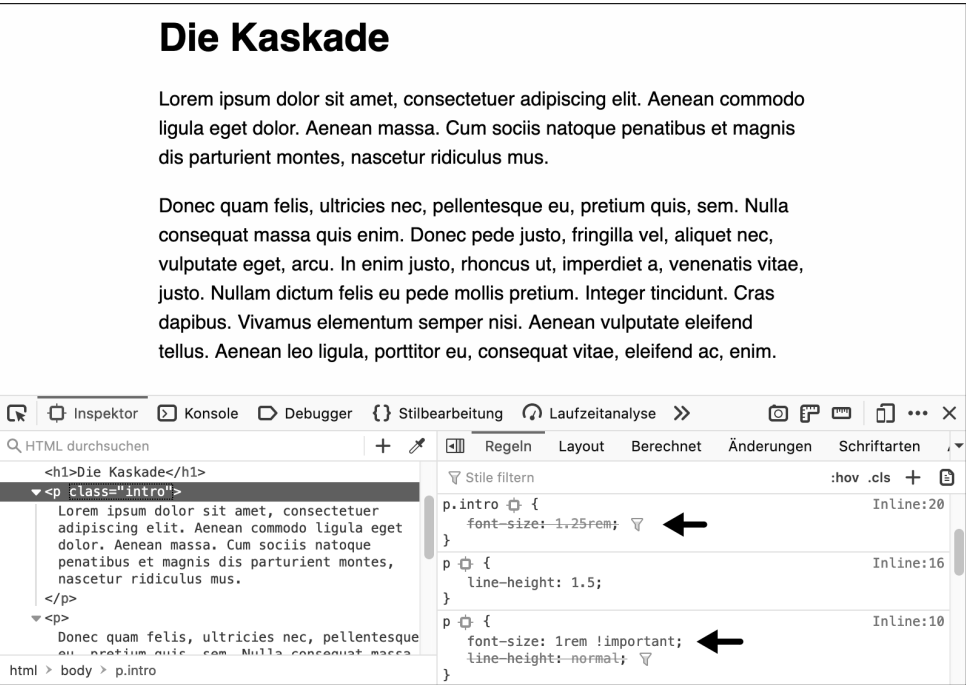 Die Kaskade
Lorem ipsum dolor sit amet, consectetuer adipiscing elit. Aenean commodo
ligula eget dolor. Aenean massa. Cum sociis natoque penatibus et magnis
dis parturient montes, nascetur ridiculus mus.
Donec quam felis, ultricies nec, pellentesque eu, pretium quis, sem. Nulla
consequat massa quis enim. Donec pede justo, fringilla vel, aliquet nec,
vulputate eget, arcu. In enim justo, rhoncus ut, imperdiet a, venenatis vitae,
justo. Nullam dictum felis eu pede mollis pretium. Integer tincidunt. Cras
dapibus. Vivamus elementum semper nisi. Aenean vulputate eleifend
tellus. Aenean leo ligula, porttitor eu, consequat vitae, eleifend ac, enim.
Inspektor Konsole Debugger Stilbearbeitung Laufzeitanalyse
HTML durchsuchen
<h1>Die Kaskade</h1>
<p class="intro">
Lorem ipsum dolor sit amet, consectetuer
adipiscing elit. Aenean commodo ligula eget
dolor. Aenean massa. Cum sociis natoque
penatibus et magnis dis parturient montes,
nascetur ridiculus mus.
</p>
<p>
Donec quam felis, ultricies nec, pellentesque
eu, pretium quis, sem. Nulla consequat massa
html > body > p.intro
Regeln Layout Berechnet Änderungen Schriftarten
Stile filtern :hov .cls +
p.intro { Inline:20
font-size: 1.25rem;
}
p { Inline:16
line-height: 1.5;
}
p { Inline:10
font-size: 1rem !important;
line-height: normal;
}